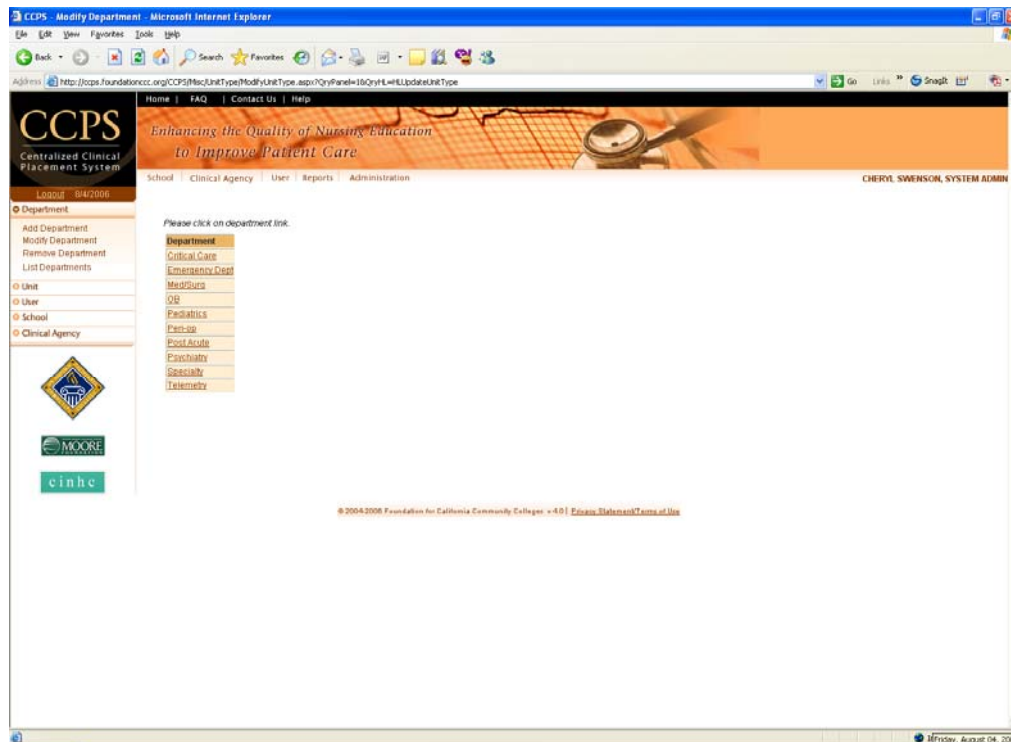 CCPS - Modify Department - Microsoft Internet Explorer
File Edit View Favorites Tools Help
Back Search Favorites
Address http://ccps.foundationccc.org/CCPS/Misc/UnitType/ModifyUnitType.aspx?QryPanel=16QryHL=HLUpdateUnitType Go Links » SnagIt
Home | FAQ | Contact Us | Help
CCPS
Centralized Clinical
Placement System
Enhancing the Quality of Nursing Education
to Improve Patient Care
School | Clinical Agency | User | Reports | Administration
CHERYL SWENSON, SYSTEM ADMIN
Logout 8/4/2006
Department
Add Department
Modify Department
Remove Department
List Departments
Unit
User
School
Clinical Agency
MOORE
FOUNDATION
cinhc
Please click on department link.
Department
Critical Care
Emergency Dept
Med/Surg
OB
Pediatrics
Peri-op
Post Acute
Psychiatry
Specialty
Telemetry
© 2004-2006 Foundation for California Community Colleges v 4.0 | Privacy Statement/Terms of Use
Friday, August 04, 20